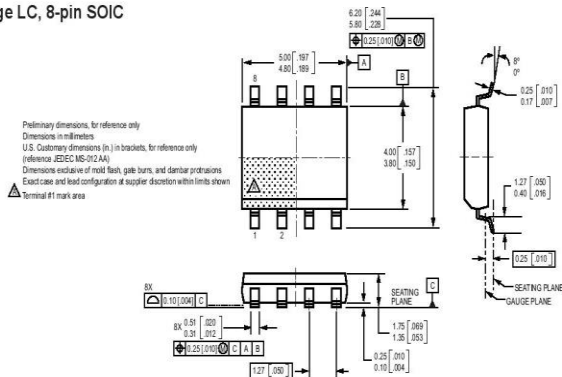 ge LC, 8-pin SOIC
6.20 [.244]
5.80 [.228]
⌖ 0.25 [.010] Ⓜ B Ⓜ
5.00 [.197]
4.80 [.189]
A
8
B
8º
0º
0.25 [.010]
0.17 [.007]
Preliminary dimensions, for reference only
Dimensions in millimeters
U.S. Customary dimensions (in.) in brackets, for reference only
(reference JEDEC MS-012 AA)
Dimensions exclusive of mold flash, gate burrs, and dambar protrusions
Exact case and lead configuration at supplier discretion within limits shown
A Terminal #1 mark area
4.00 [.157]
3.80 [.150]
A
1.27 [.050]
0.40 [.016]
1 2
0.25 [.010]
SEATING PLANE
GAUGE PLANE
8X
⌓ 0.10 [.004] C
SEATING
PLANE
C
8X 0.51 [.020]
0.31 [.012]
⌖ 0.25 [.010] Ⓜ C A B
1.75 [.069]
1.35 [.053]
0.25 [.010]
0.10 [.004]
1.27 [.050]